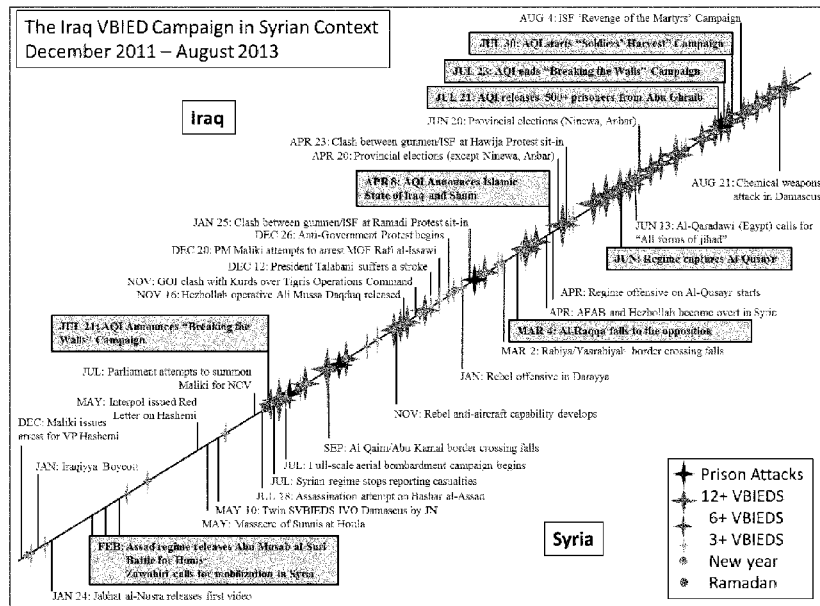 The Iraq VBIED Campaign in Syrian Context
December 2011 – August 2013
AUG 4: ISF 'Revenge of the Martyrs' Campaign
JUL 30: AQI starts "Soldiers' Harvest" Campaign
JUL 23: AQI ends "Breaking the Walls" Campaign
JUL 21: AQI releases 500+ prisoners from Abu Ghraib
Iraq
JUN 20: Provincial elections (Ninewa, Anbar)
APR 23: Clash between gunmen/ISF at Hawija Protest sit-in
APR 20: Provincial elections (except Ninewa, Anbar)
APR 8: AQI Announces Islamic
State of Iraq and Sham
JAN 25: Clash between gunmen/ISF at Ramadi Protest sit-in
DEC 26: Anti-Government Protest begins
DEC 20: PM Maliki attempts to arrest MOF Rafi al-Issawi
DEC 12: President Talabani suffers a stroke
NOV: GOI clash with Kurds over Tigris Operations Command
NOV 16: Hezbollah operative Ali Mussa Daqduq released
JUL 21: AQI Announces "Breaking the
Walls" Campaign
JUL: Parliament attempts to summon
Maliki for NCV
MAY: Interpol issued Red
Letter on Hashemi
DEC: Maliki issues
arrest for VP Hashemi
JAN: Iraqiyya Boycott
AUG 21: Chemical weapons
attack in Damascus
JUN 13: Al-Qaradawi (Egypt) calls for
"All forms of jihad"
JUN: Regime captures Al Qusayr
APR: Regime offensive on Al-Qusayr starts
APR: AFAB and Hezbollah become overt in Syria
MAR 4: Al-Raqqa falls to the opposition
MAR 2: Rabiya/Yaarabiyah border crossing falls
JAN: Rebel offensive in Darayya
NOV: Rebel anti-aircraft capability develops
SEP: Al Qaim/Abu Kamal border crossing falls
JUL: Full-scale aerial bombardment campaign begins
JUL: Syrian regime stops reporting casualties
JUL 18: Assassination attempt on Bashar al-Assad
MAY 10: Twin SVBIEDS IVO Damascus by JN
MAY: Massacre of Sunnis at Houla
FEB: Assad regime releases Abu Musab al-Suri
Battle for Homs
Zawahiri calls for mobilization in Syria
JAN 24: Jabhat al-Nusra releases first video
Syria
Prison Attacks
12+ VBIEDS
6+ VBIEDS
3+ VBIEDS
New year
Ramadan